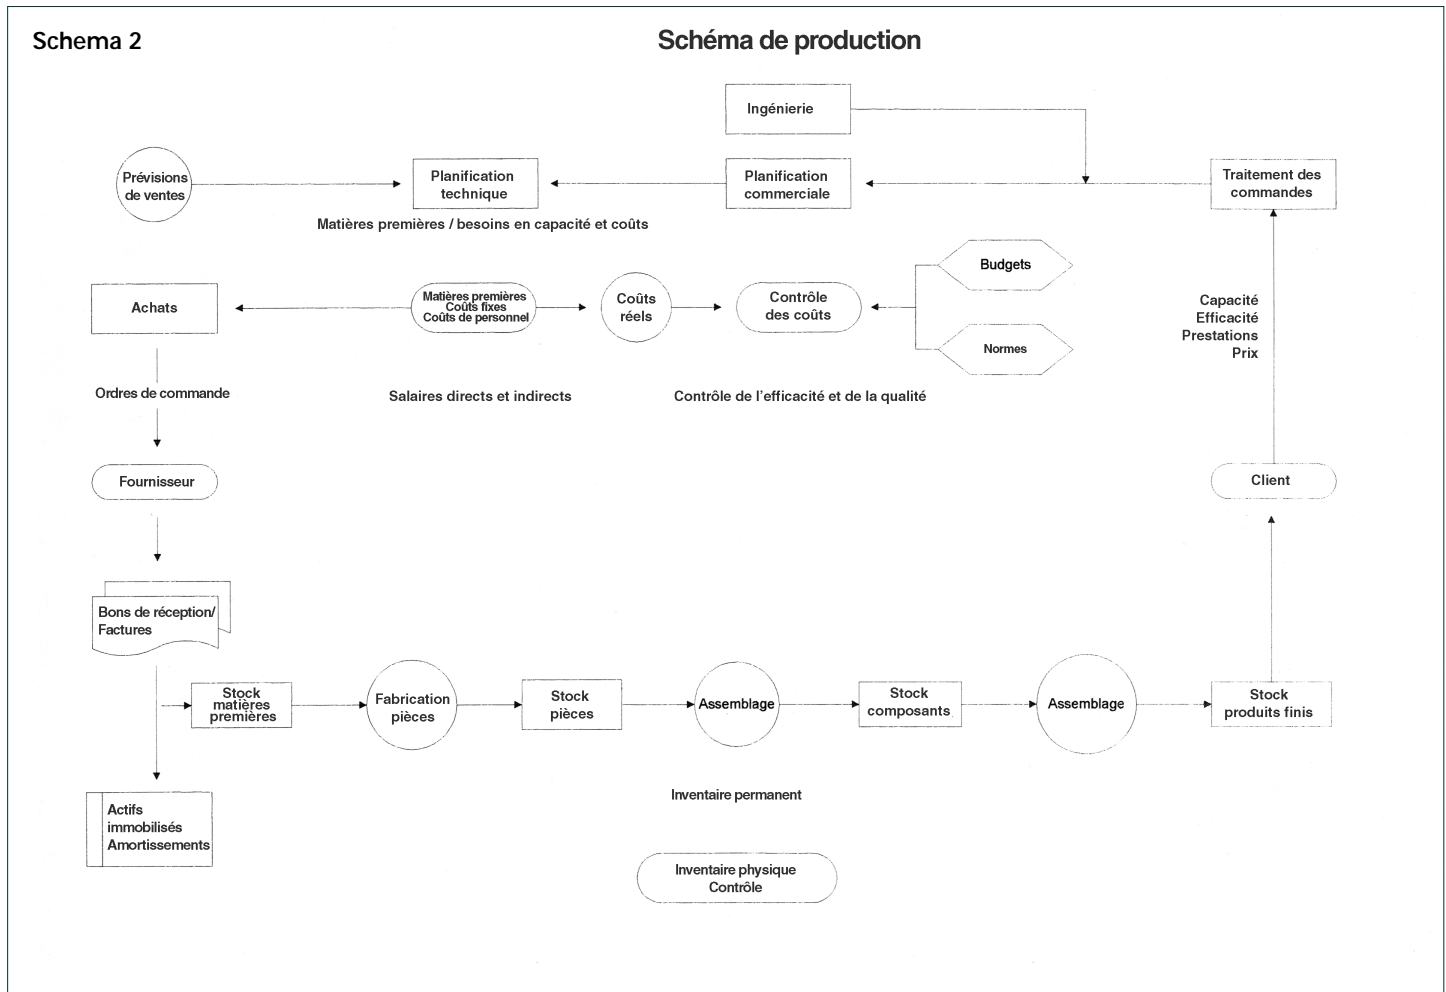 Schema 2
Schéma de production
Ingénierie
Prévisions
de ventes
Planification
technique
Planification
commerciale
Traitement des
commandes
Matières premières / besoins en capacité et coûts
Achats
Matières premières
Coûts fixes
Coûts de personnel
Coûts
réels
Contrôle
des coûts
Budgets
Normes
Capacité
Efficacité
Prestations
Prix
Ordres de commande
Salaires directs et indirects
Contrôle de l'efficacité et de la qualité
Fournisseur
Client
Bons de réception/
Factures
Stock
matières
premières
Fabrication
pièces
Stock
pièces
Assemblage
Stock
composants
Assemblage
Stock
produits finis
Inventaire permanent
Actifs
immobilisés
Amortissements
Inventaire physique
Contrôle